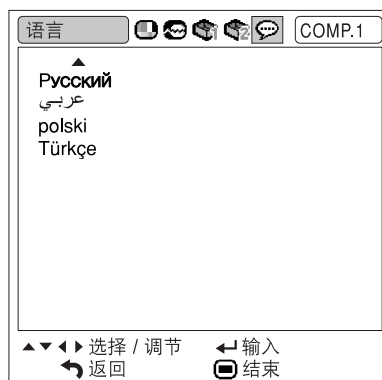 语言 COMP.1
Русский
عربي
polski
Türkçe
选择 / 调节 输入
返回 结束